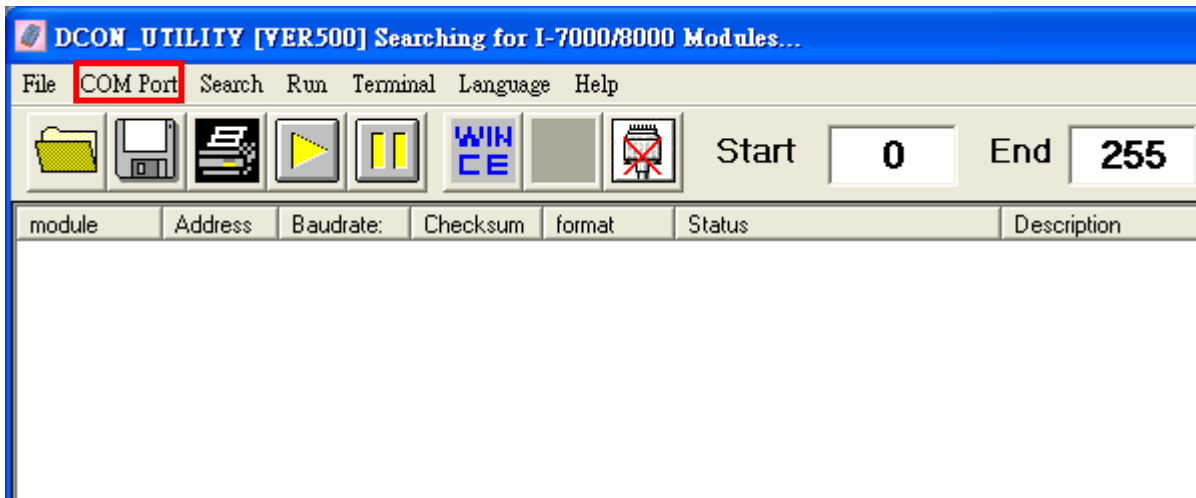 DCON_UTILITY [VER500] Searching for I-7000/8000 Modules...
File COM Port Search Run Terminal Language Help
WIN CE Start 0 End 255
module Address Baudrate: Checksum format Status Description